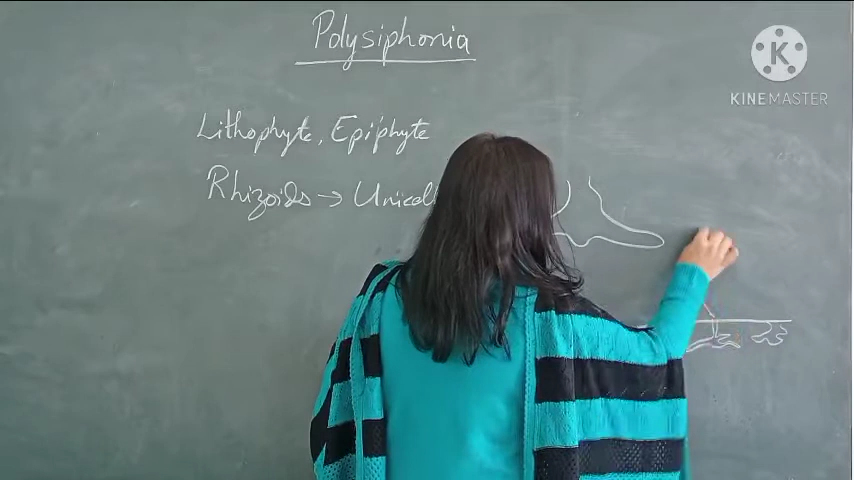 Polysiphonia
K
KINEMASTER
Lithophyte, Epiphyte
Rhizoids → Unicell